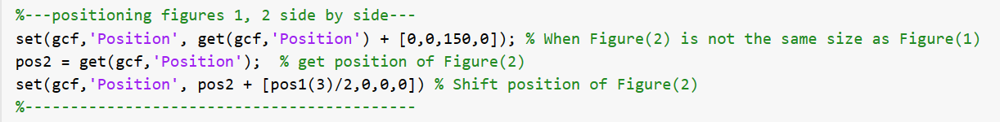 %---positioning figures 1, 2 side by side---
set(gcf,'Position', get(gcf,'Position') + [0,0,150,0]); % When Figure(2) is not the same size as Figure(1)
pos2 = get(gcf,'Position');  % get position of Figure(2)
set(gcf,'Position', pos2 + [pos1(3)/2,0,0,0]) % Shift position of Figure(2)
%-------------------------------------------